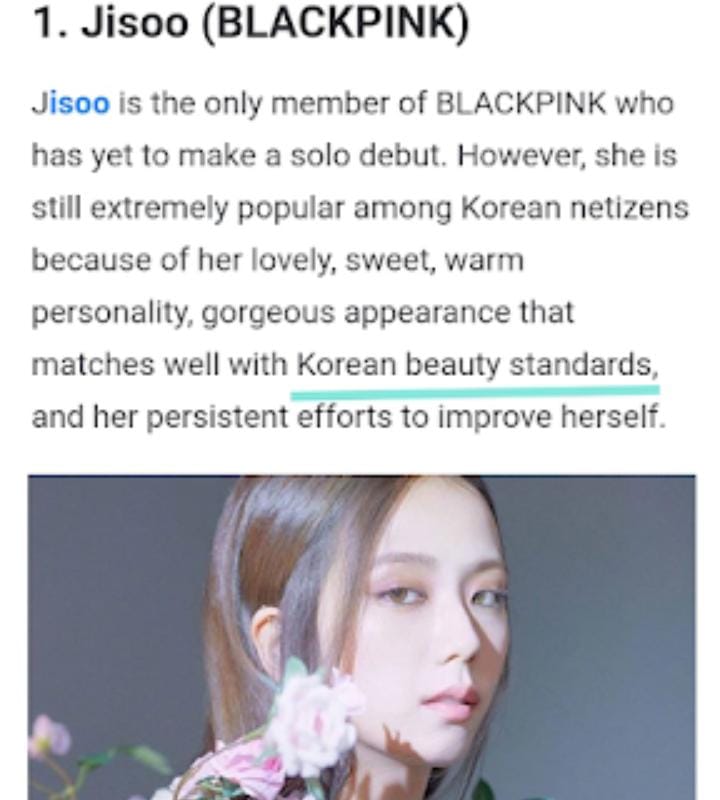 1. Jisoo (BLACKPINK)
Jisoo is the only member of BLACKPINK who
has yet to make a solo debut. However, she is
still extremely popular among Korean netizens
because of her lovely, sweet, warm
personality, gorgeous appearance that
matches well with Korean beauty standards,
and her persistent efforts to improve herself.